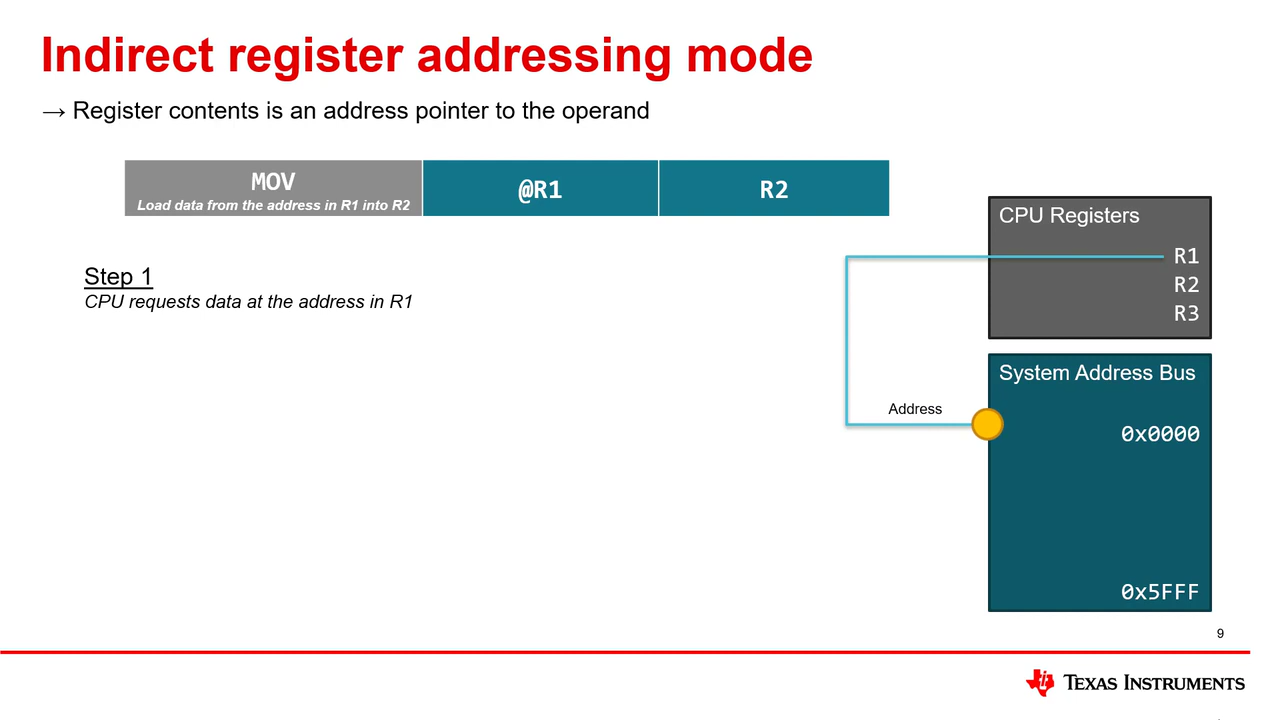 Indirect register addressing mode
→ Register contents is an address pointer to the operand
MOV
Load data from the address in R1 into R2
@R1
R2
Step 1
CPU requests data at the address in R1
CPU Registers
R1
R2
R3
System Address Bus
Address
0x0000
0x5FFF
9
TEXAS INSTRUMENTS